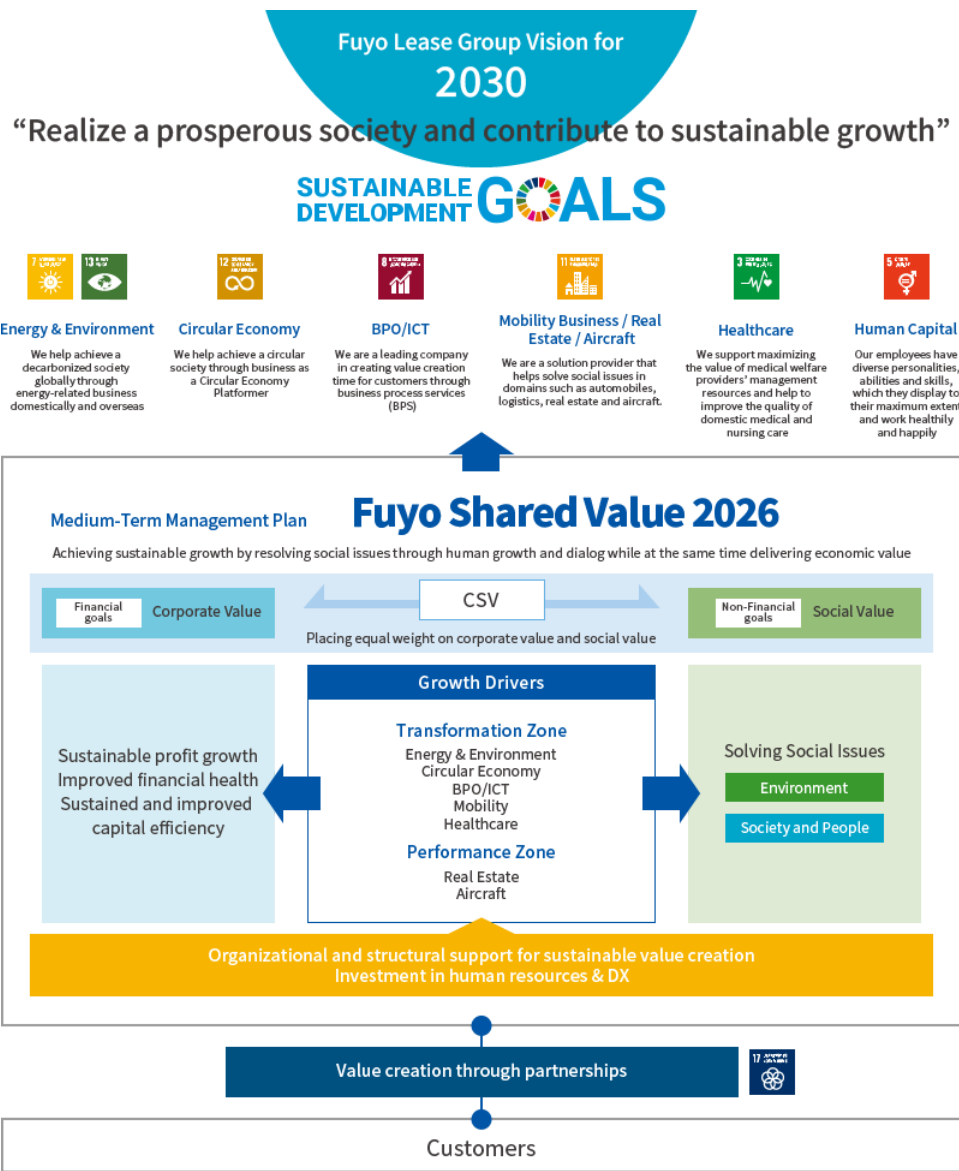 Fuyo Lease Group Vision for
2030
“Realize a prosperous society and contribute to sustainable growth”
SUSTAINABLE
DEVELOPMENT
GOALS
7
13
12
8
11
3
5
Energy & Environment
We help achieve a
decarbonized society
globally through
energy-related business
domestically and overseas
Circular Economy
We help achieve a circular
society through business as
a Circular Economy
Platformer
BPO/ICT
We are a leading company
in creating value creation
time for customers through
business process services
(BPS)
Mobility Business / Real
Estate / Aircraft
We are a solution provider that
helps solve social issues in
domains such as automobiles,
logistics, real estate and aircraft.
Healthcare
We support maximizing
the value of medical welfare
providers’ management
resources and help to
improve the quality of
domestic medical and
nursing care
Human Capital
Our employees have
diverse personalities,
abilities and skills,
which they display to
their maximum extent
and work healthily
and happily
Medium-Term Management Plan
Fuyo Shared Value 2026
Achieving sustainable growth by resolving social issues through human growth and dialog while at the same time delivering economic value
Financial
goals
Corporate Value
CSV
Placing equal weight on corporate value and social value
Non-Financial
goals
Social Value
Sustainable profit growth
Improved financial health
Sustained and improved
capital efficiency
Growth Drivers
Transformation Zone
Energy & Environment
Circular Economy
BPO/ICT
Mobility
Healthcare
Performance Zone
Real Estate
Aircraft
Solving Social Issues
Environment
Society and People
Organizational and structural support for sustainable value creation
Investment in human resources & DX
Value creation through partnerships
17
Customers